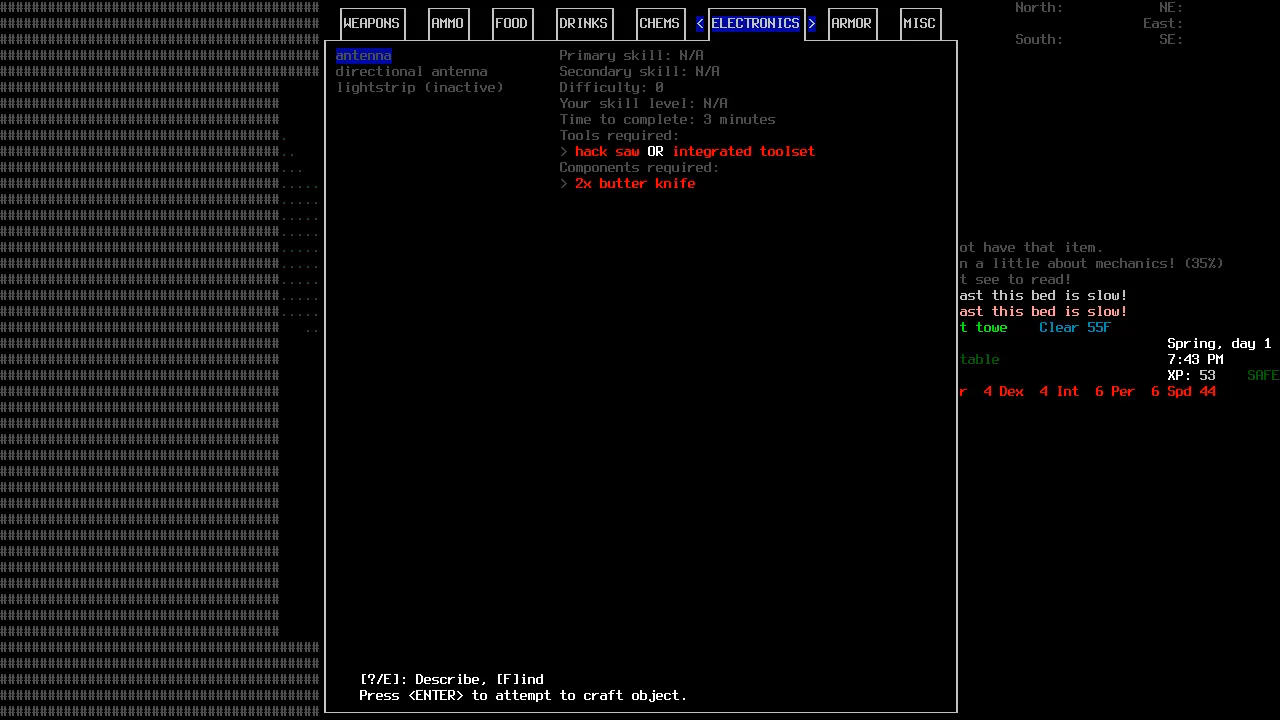 North: NE:
WEAPONS AMMO FOOD DRINKS CHEMS < ELECTRONICS > ARMOR MISC
East:
South: SE:
antenna
directional antenna
lightstrip (inactive)
Primary skill: N/A
Secondary skill: N/A
Difficulty: 0
Your skill level: N/A
Time to complete: 3 minutes
Tools required:
> hack saw OR integrated toolset
Components required:
> 2x butter knife
ot have that item.
n a little about mechanics! (35%)
t see to read!
ast this bed is slow!
ast this bed is slow!
t towe Clear 55F
Spring, day 1
table 7:43 PM
XP: 53 SAFE
r 4 Dex 4 Int 6 Per 6 Spd 44
[?/E]: Describe, [F]ind
Press <ENTER> to attempt to craft object.